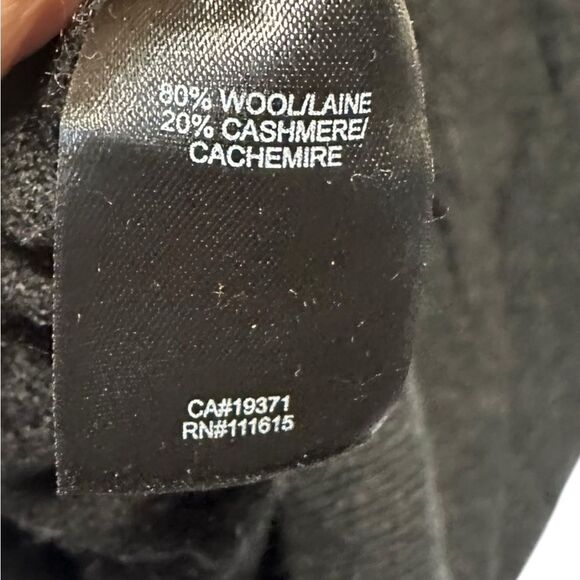 80% WOOL/LAINE
20% CASHMERE/
CACHEMIRE
CA#19371
RN#111615